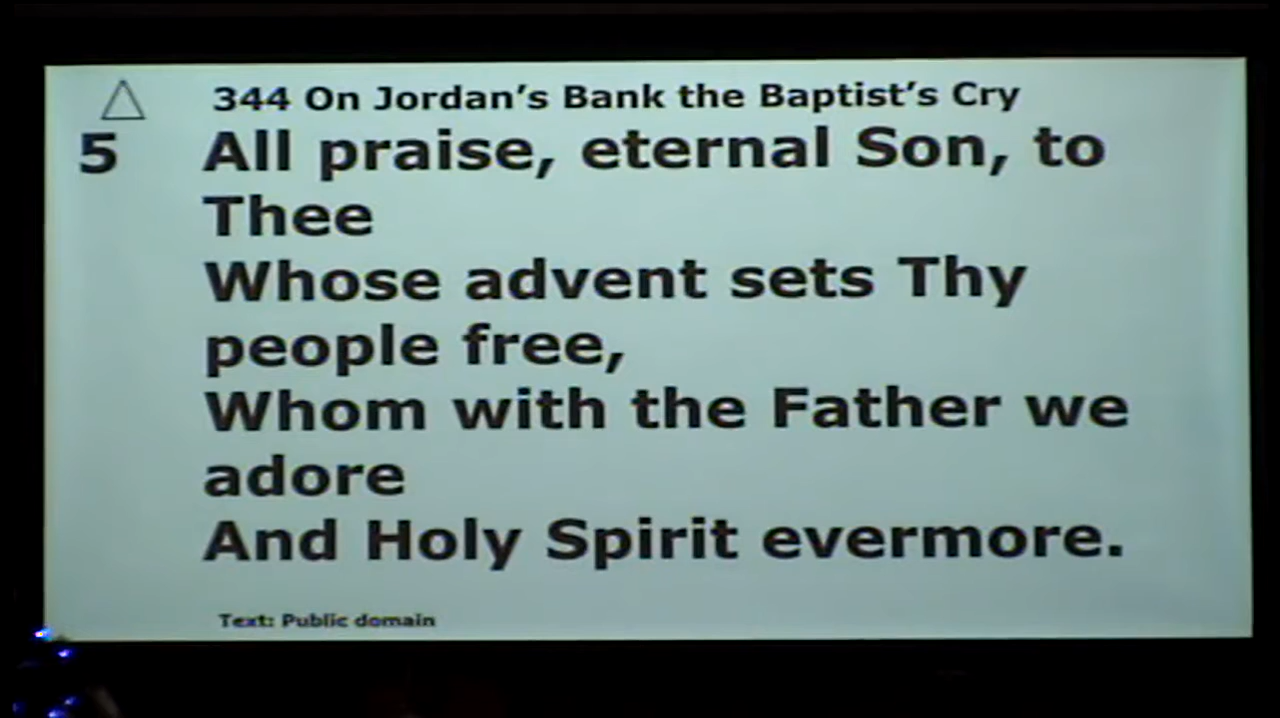 344 On Jordan's Bank the Baptist's Cry
5 All praise, eternal Son, to
Thee
Whose advent sets Thy
people free,
Whom with the Father we
adore
And Holy Spirit evermore.
Text: Public domain